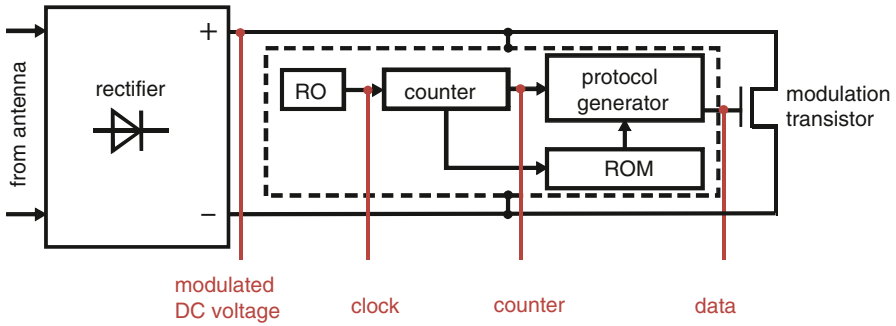 from antenna
rectifier
+
−
RO
counter
protocol
generator
ROM
modulation
transistor
modulated
DC voltage
clock
counter
data